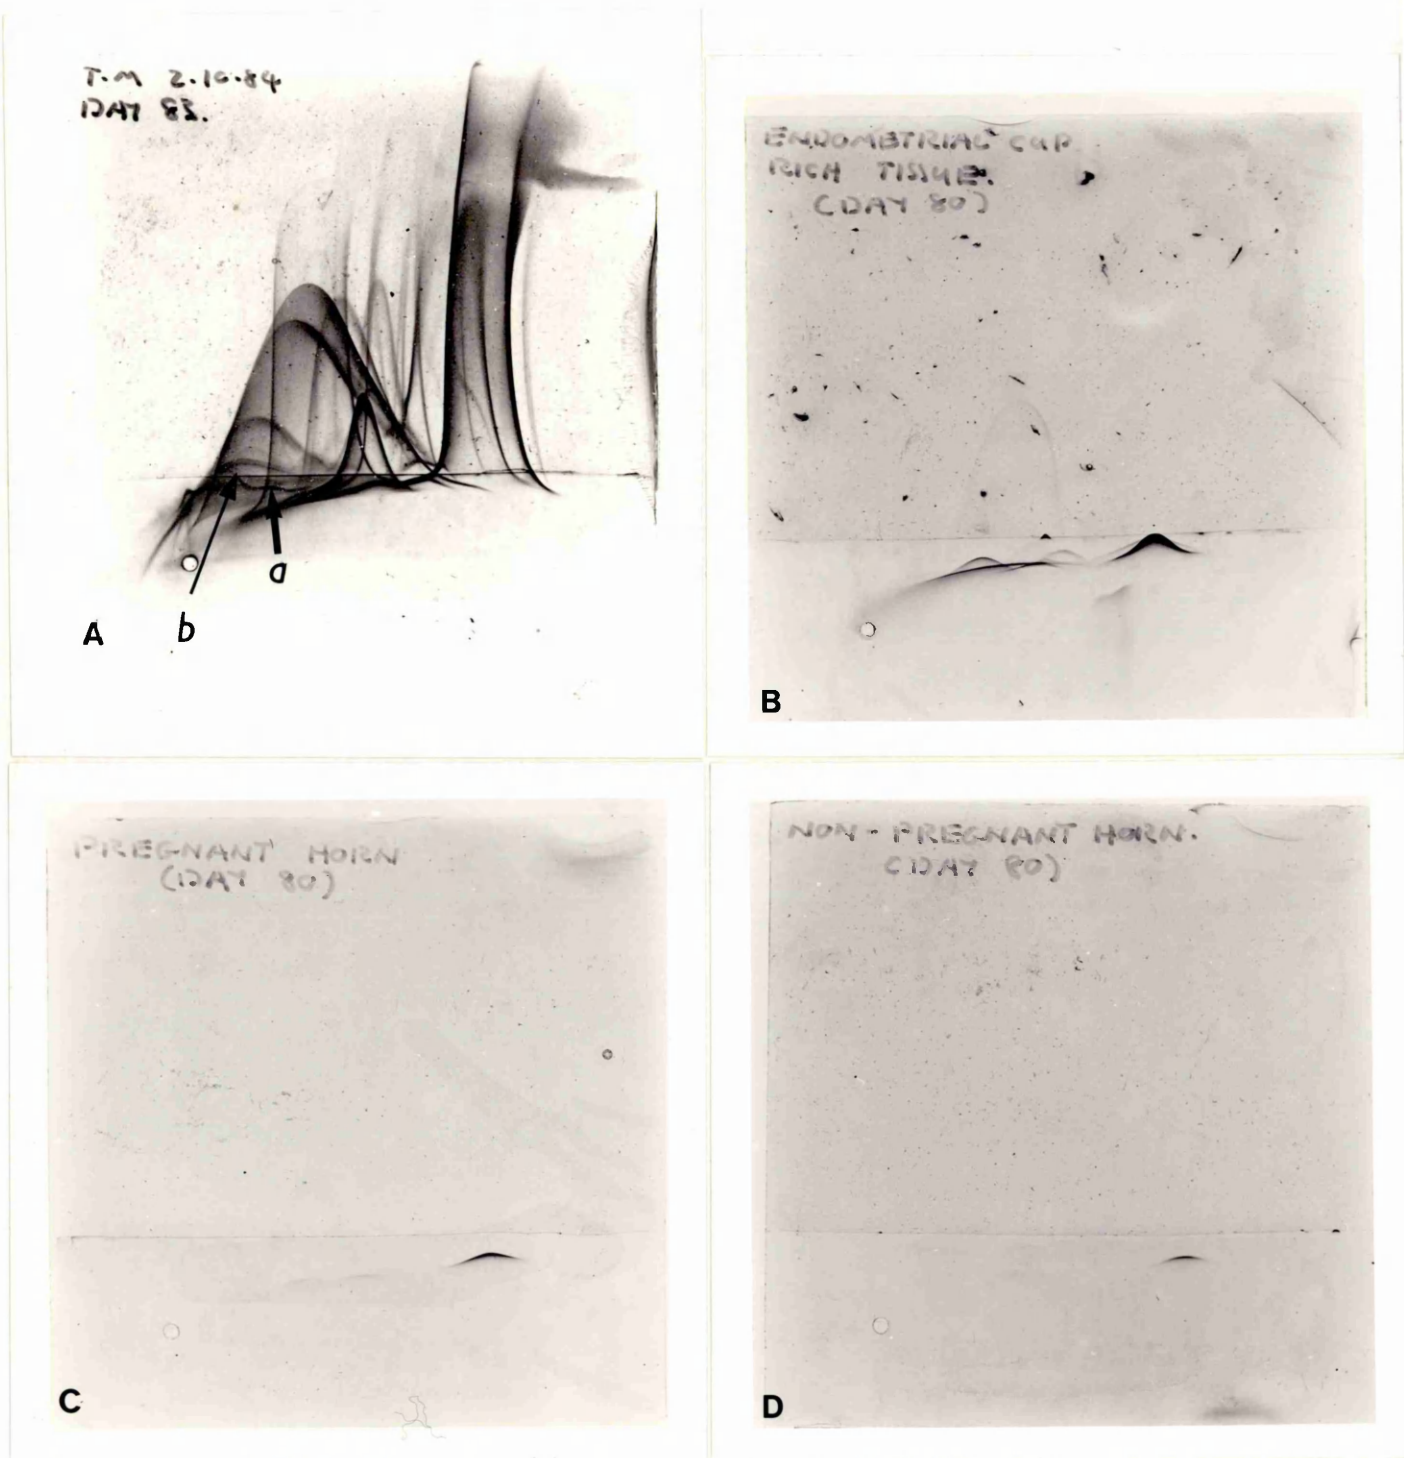 T.M 2.10.84
DAY 82.
a
b
A
ENDOMETRIAL CUP
RICH TISSUE.
(DAY 80)
B
PREGNANT HORN
(DAY 80)
C
NON-PREGNANT HORN.
(DAY 80)
D